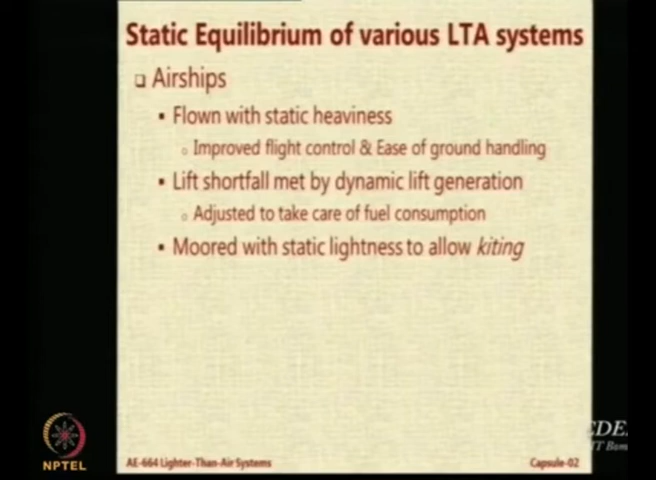 Static Equilibrium of various LTA systems
Airships
Flown with static heaviness
Improved flight control & Ease of ground handling
Lift shortfall met by dynamic lift generation
Adjusted to take care of fuel consumption
Moored with static lightness to allow kiting
NPTEL
AE-664 Lighter-Than-Air Systems
Capsule-02